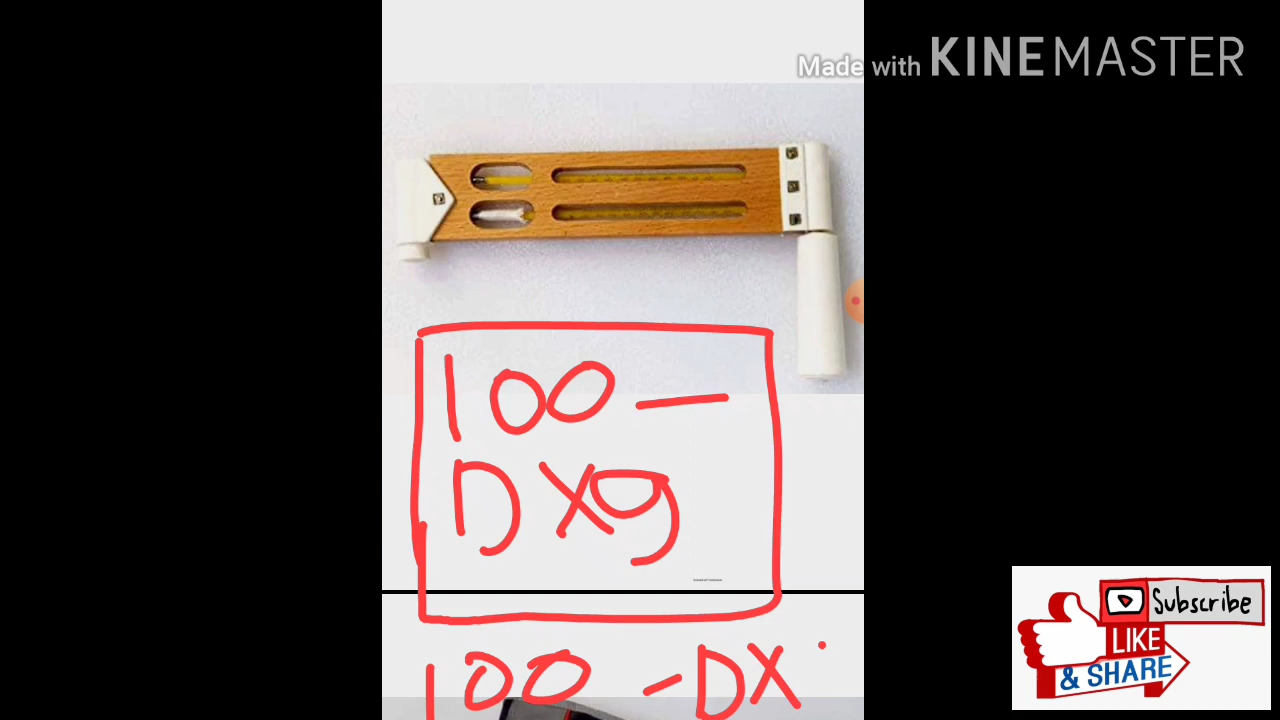 Made with KINEMASTER
100 —
DX9
Subscribe
LIKE
& SHARE
100 - DX